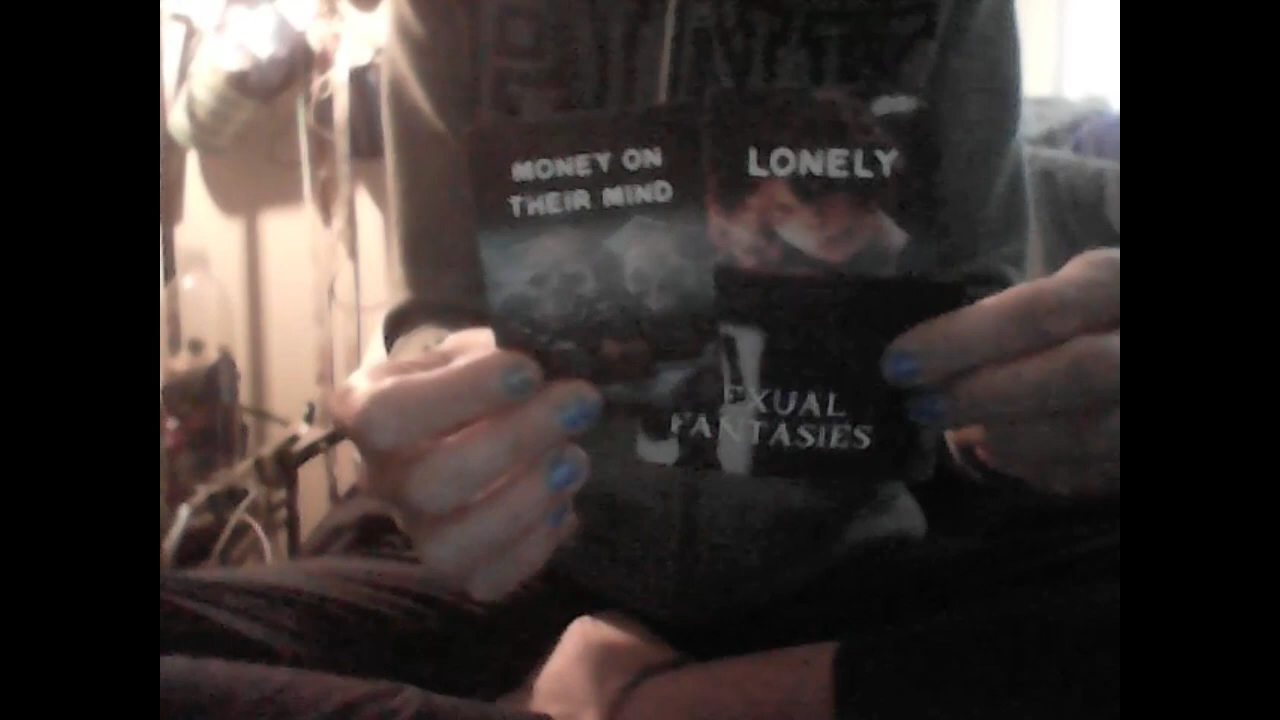 MONEY ON
THEIR MIND
LONELY
EXUAL
FANTASIES